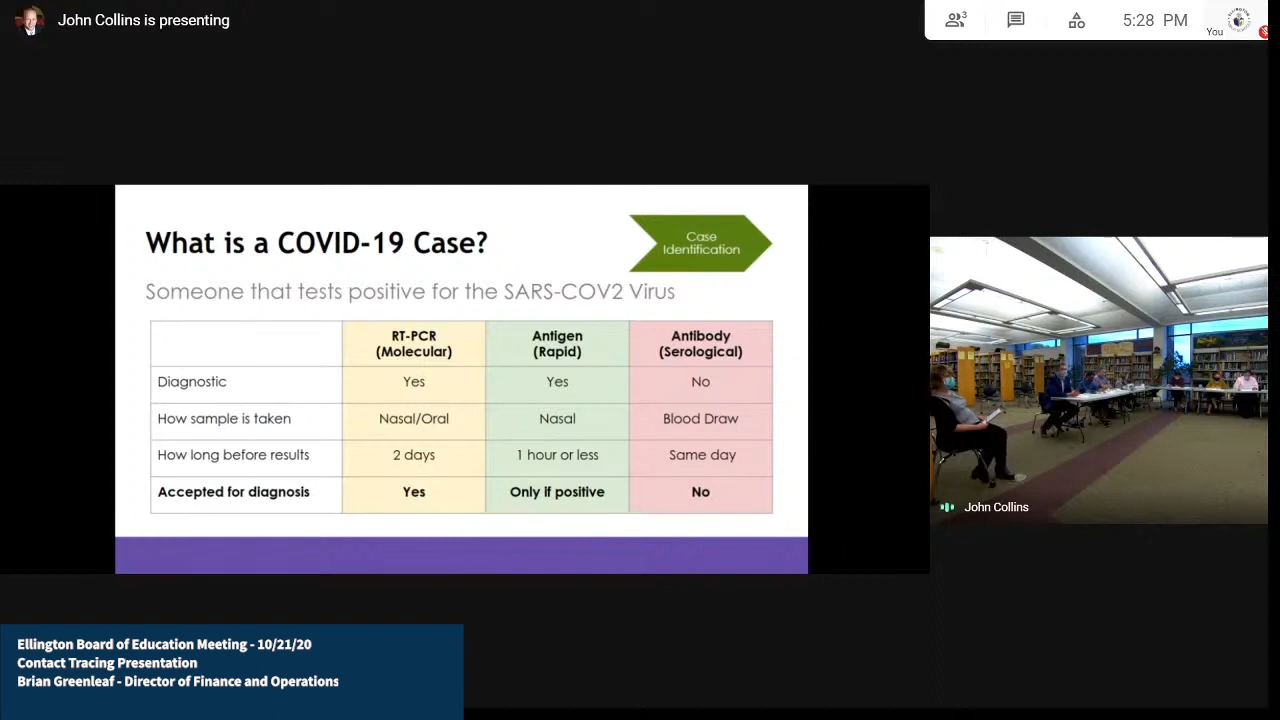 John Collins is presenting
3
5:28 PM
You
What is a COVID-19 Case?
Case
Identification
Someone that tests positive for the SARS-COV2 Virus
RT-PCR
(Molecular)
Antigen
(Rapid)
Antibody
(Serological)
Diagnostic Yes Yes No
How sample is taken Nasal/Oral Nasal Blood Draw
How long before results 2 days 1 hour or less Same day
Accepted for diagnosis Yes Only if positive No
John Collins
Ellington Board of Education Meeting - 10/21/20
Contact Tracing Presentation
Brian Greenleaf - Director of Finance and Operations